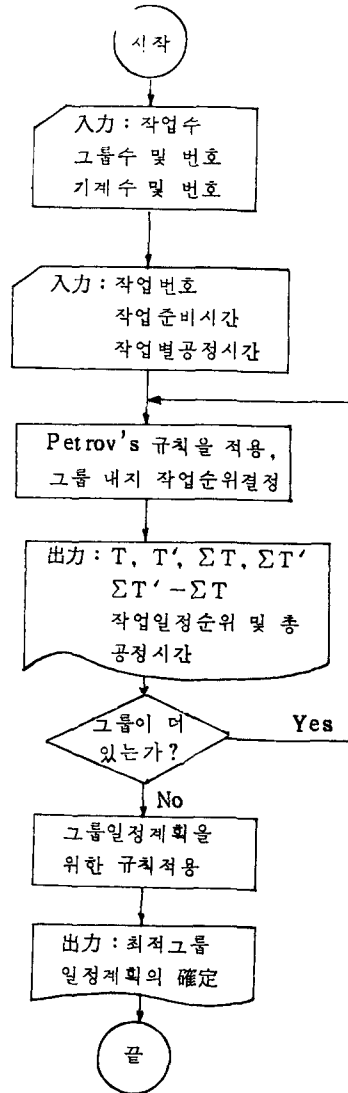 시작
入力 : 작업수
그룹수 및 번호
기계수 및 번호
入力 : 작업번호
작업준비시간
작업별공정시간
Petrov's 규칙을 적용,
그룹 내지 작업순위결정
出力 : T, T′, ΣT, ΣT′
ΣT′ − ΣT
작업일정순위 및 총
공정시간
그룹이 더
있는가?
Yes
No
그룹일정계획을
위한 규칙적용
出力 : 최적그룹
일정계획의 確定
끝